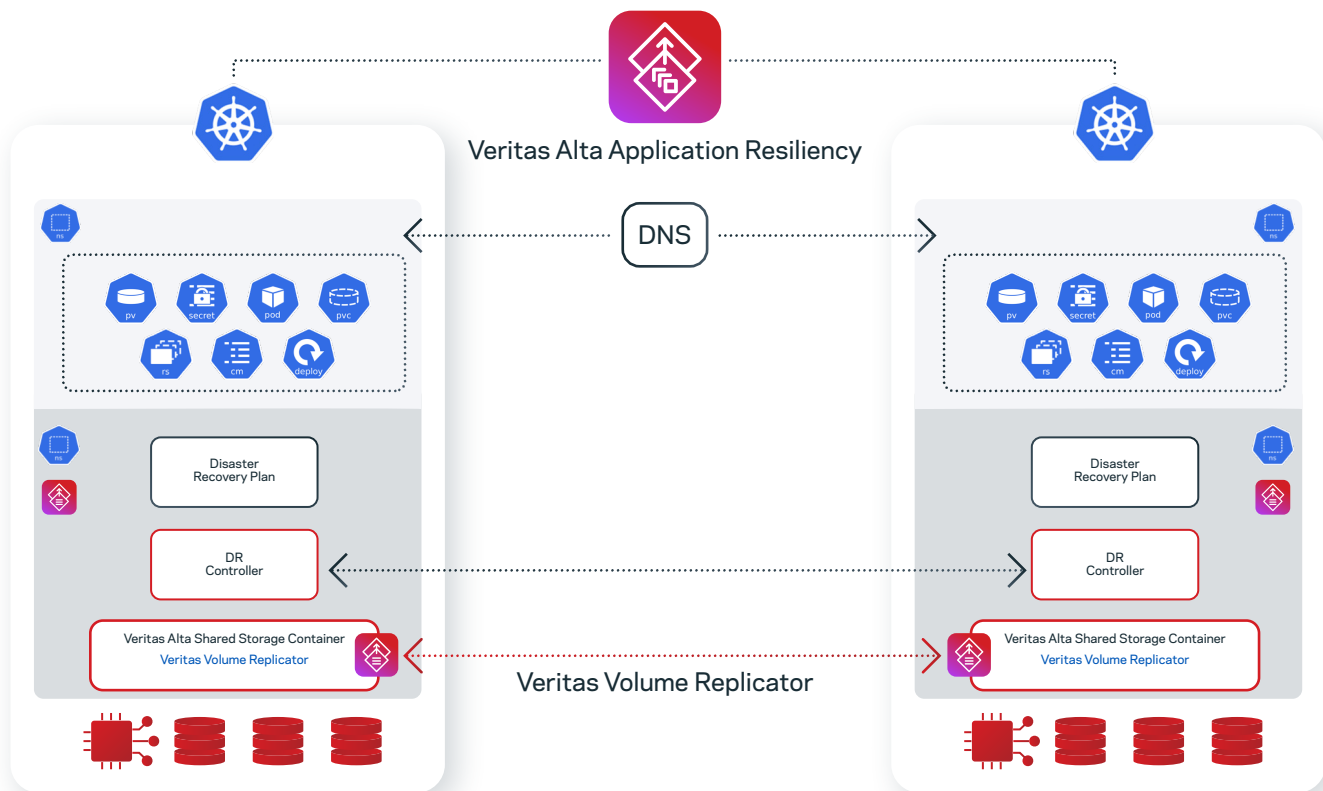 Veritas Alta Application Resiliency
DNS
ns
pv
secret
pod
pvc
rs
cm
deploy
ns
Disaster
Recovery Plan
DR
Controller
Veritas Alta Shared Storage Container
Veritas Volume Replicator
Veritas Volume Replicator
ns
pv
secret
pod
pvc
rs
cm
deploy
ns
Disaster
Recovery Plan
DR
Controller
Veritas Alta Shared Storage Container
Veritas Volume Replicator